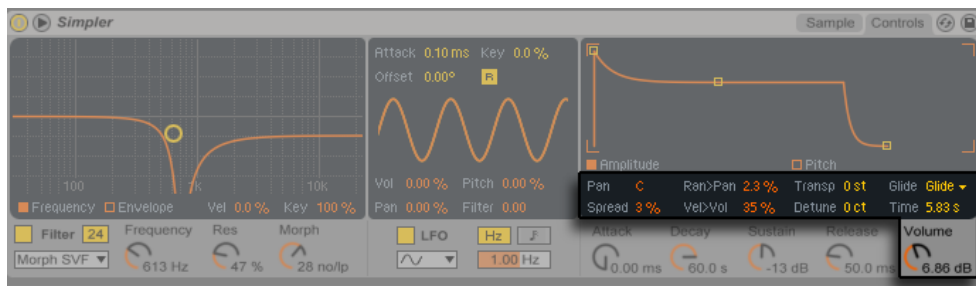 Simpler Sample Controls
Attack 0.10 ms Key 0.0 %
Offset 0.00° R
100 1K 10K
Amplitude Pitch
Vol 0.00 % Pitch 0.00 %
Pan C Ran>Pan 2.3 % Transp 0 st Glide Glide
Frequency Envelope Vel 0.0 % Key 100 %
Pan 0.00 % Filter 0.00
Spread 3 % Vel>Vol 35 % Detune 0 ct Time 5.83 s
Filter 24 Frequency Res Morph
LFO Hz
Attack Decay Sustain Release Volume
Morph SVF 613 Hz 47 % 28 no/lp
1.00 Hz
0.00 ms 60.0 s -13 dB 50.0 ms 6.86 dB